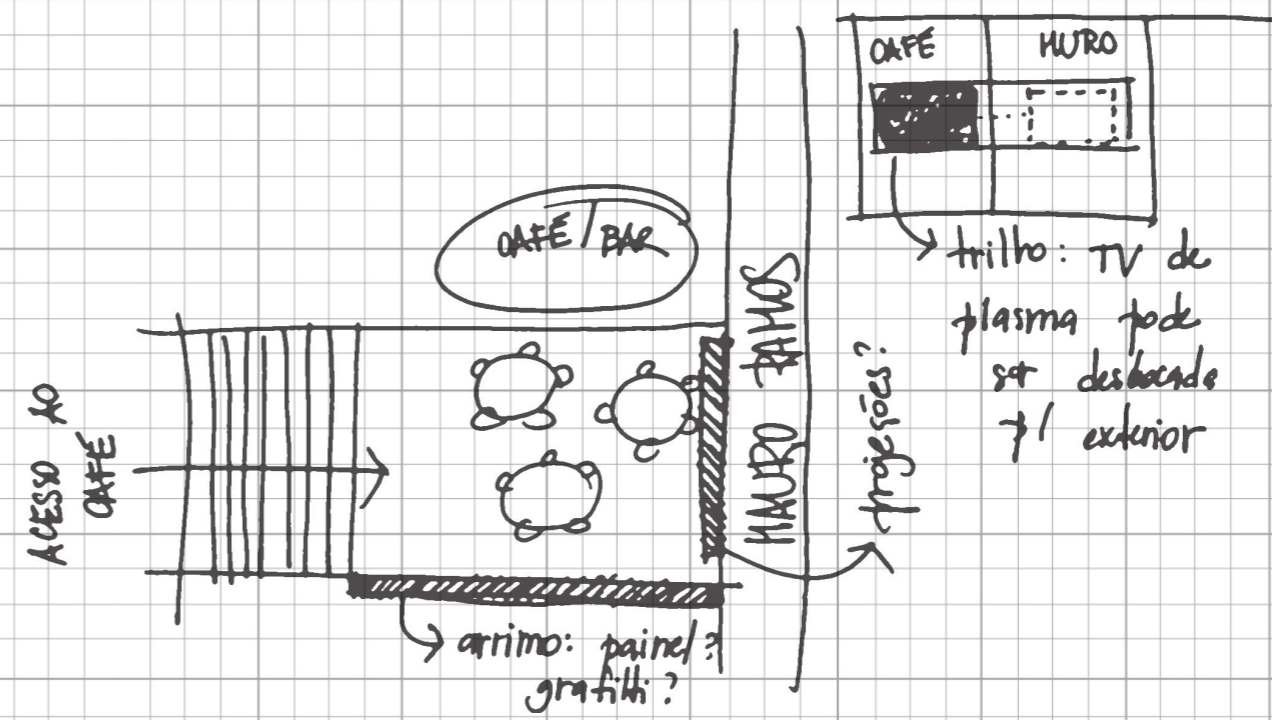 CAFÉ
MURO
trilho: TV de
plasma pode
ser deslocada
p/ exterior
CAFÉ / BAR
MAURO RAMOS
projeções?
ACESSO AO
CAFÉ
arrimo: painel?
grafitti?